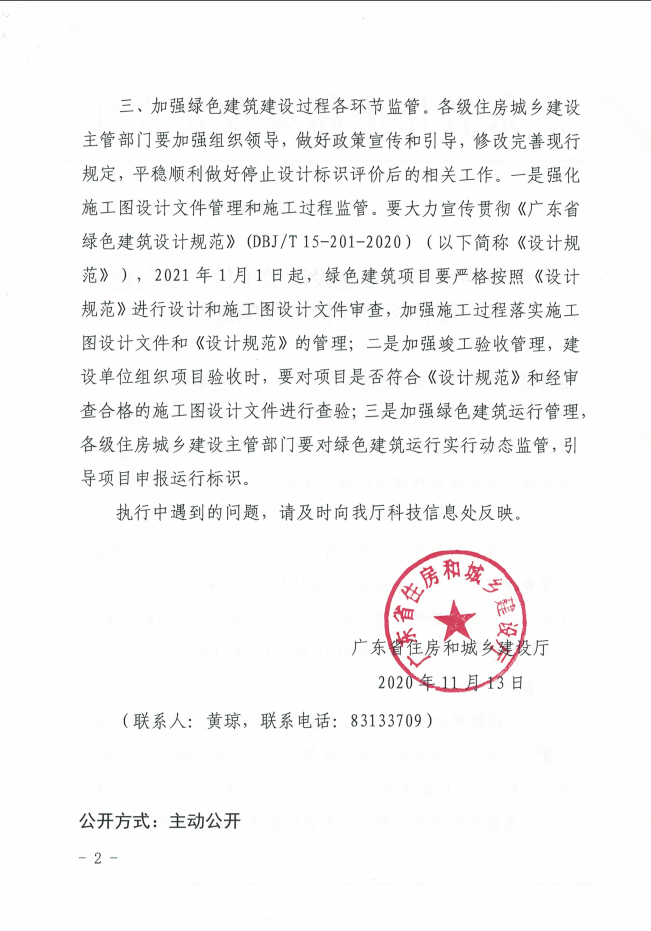 三、加强绿色建筑建设过程各环节监管。各级住房城乡建设
主管部门要加强组织领导，做好政策宣传和引导，修改完善现行
规定，平稳顺利做好停止设计标识评价后的相关工作。一是强化
施工图设计文件管理和施工过程监管。要大力宣传贯彻《广东省
绿色建筑设计规范》(DBJ/T 15-201-2020)（以下简称《设计规
范》），2021年1月1日起，绿色建筑项目要严格按照《设计
规范》进行设计和施工图设计文件审查，加强施工过程落实施工
图设计文件和《设计规范》的管理；二是加强竣工验收管理，建
设单位组织项目验收时，要对项目是否符合《设计规范》和经审
查合格的施工图设计文件进行查验；三是加强绿色建筑运行管理，
各级住房城乡建设主管部门要对绿色建筑运行实行动态监管，引
导项目申报运行标识。
执行中遇到的问题，请及时向我厅科技信息处反映。
广东省住房和城乡建设厅
广东省住房和城乡建设厅
2020年11月13日
（联系人：黄琼，联系电话：83133709）
公开方式：主动公开
- 2 -